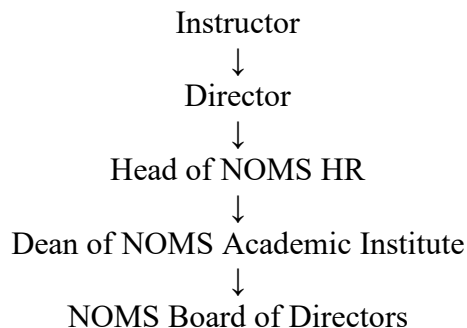 Instructor
↓
Director
↓
Head of NOMS HR
↓
Dean of NOMS Academic Institute
↓
NOMS Board of Directors